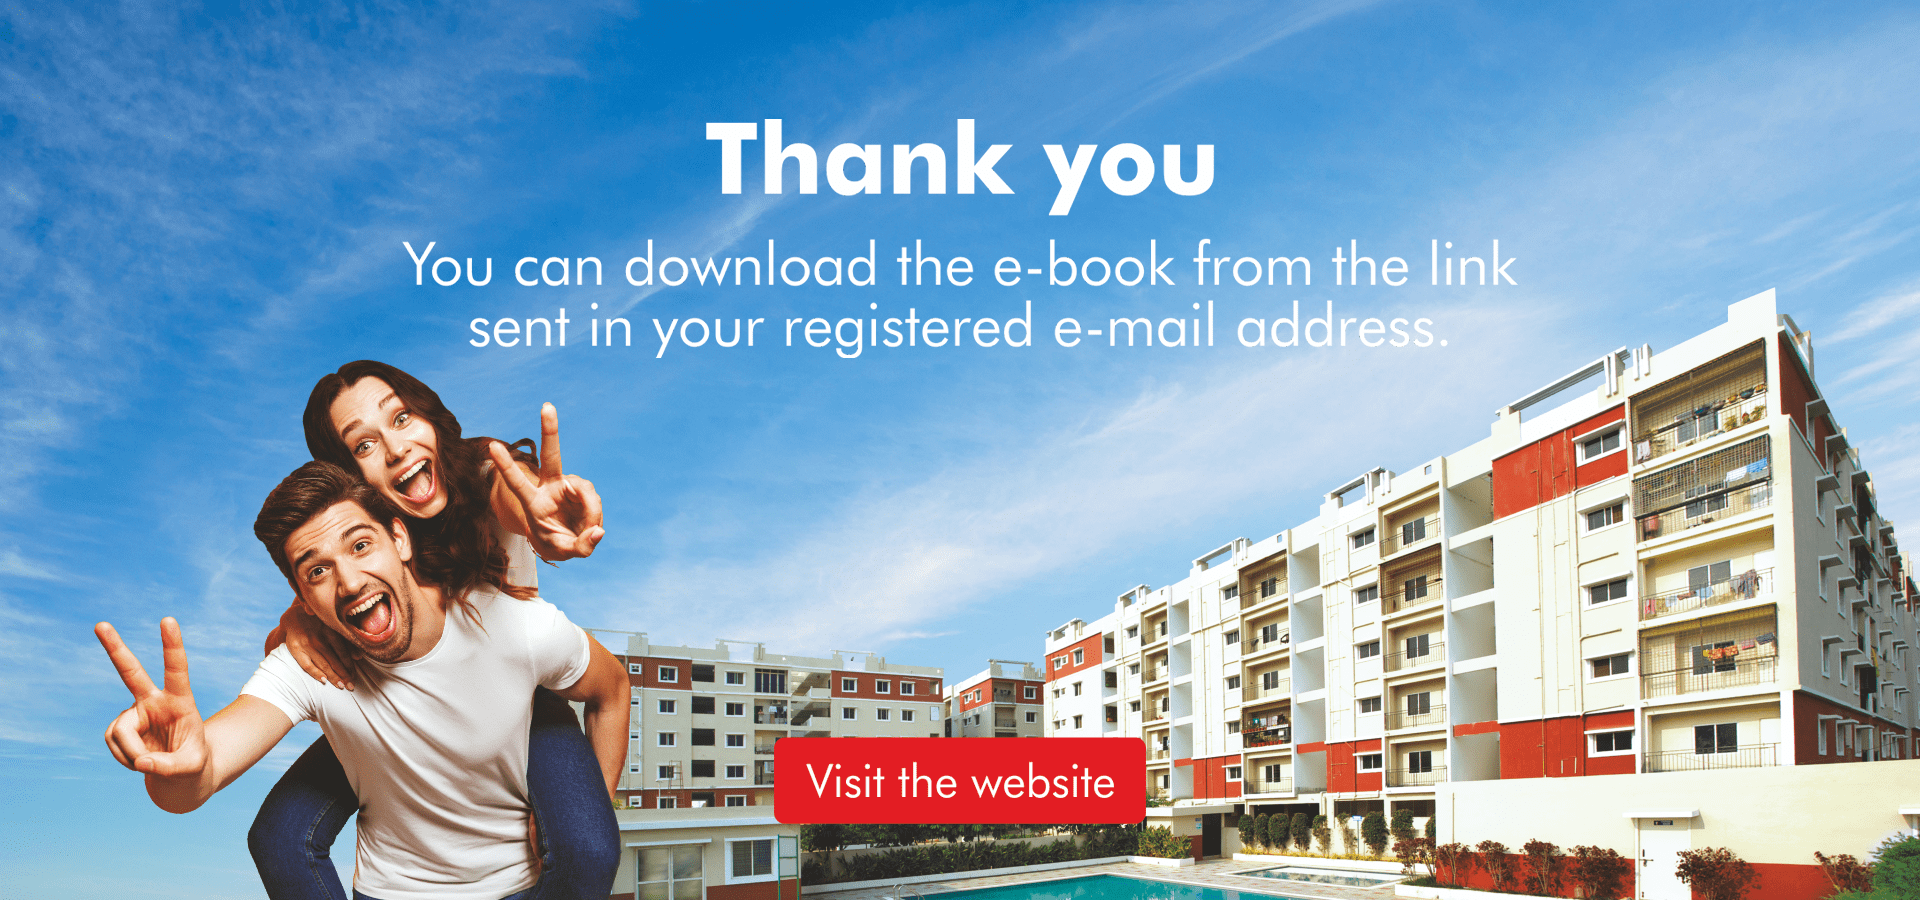 Thank you
You can download the e-book from the link
sent in your registered e-mail address.
Visit the website